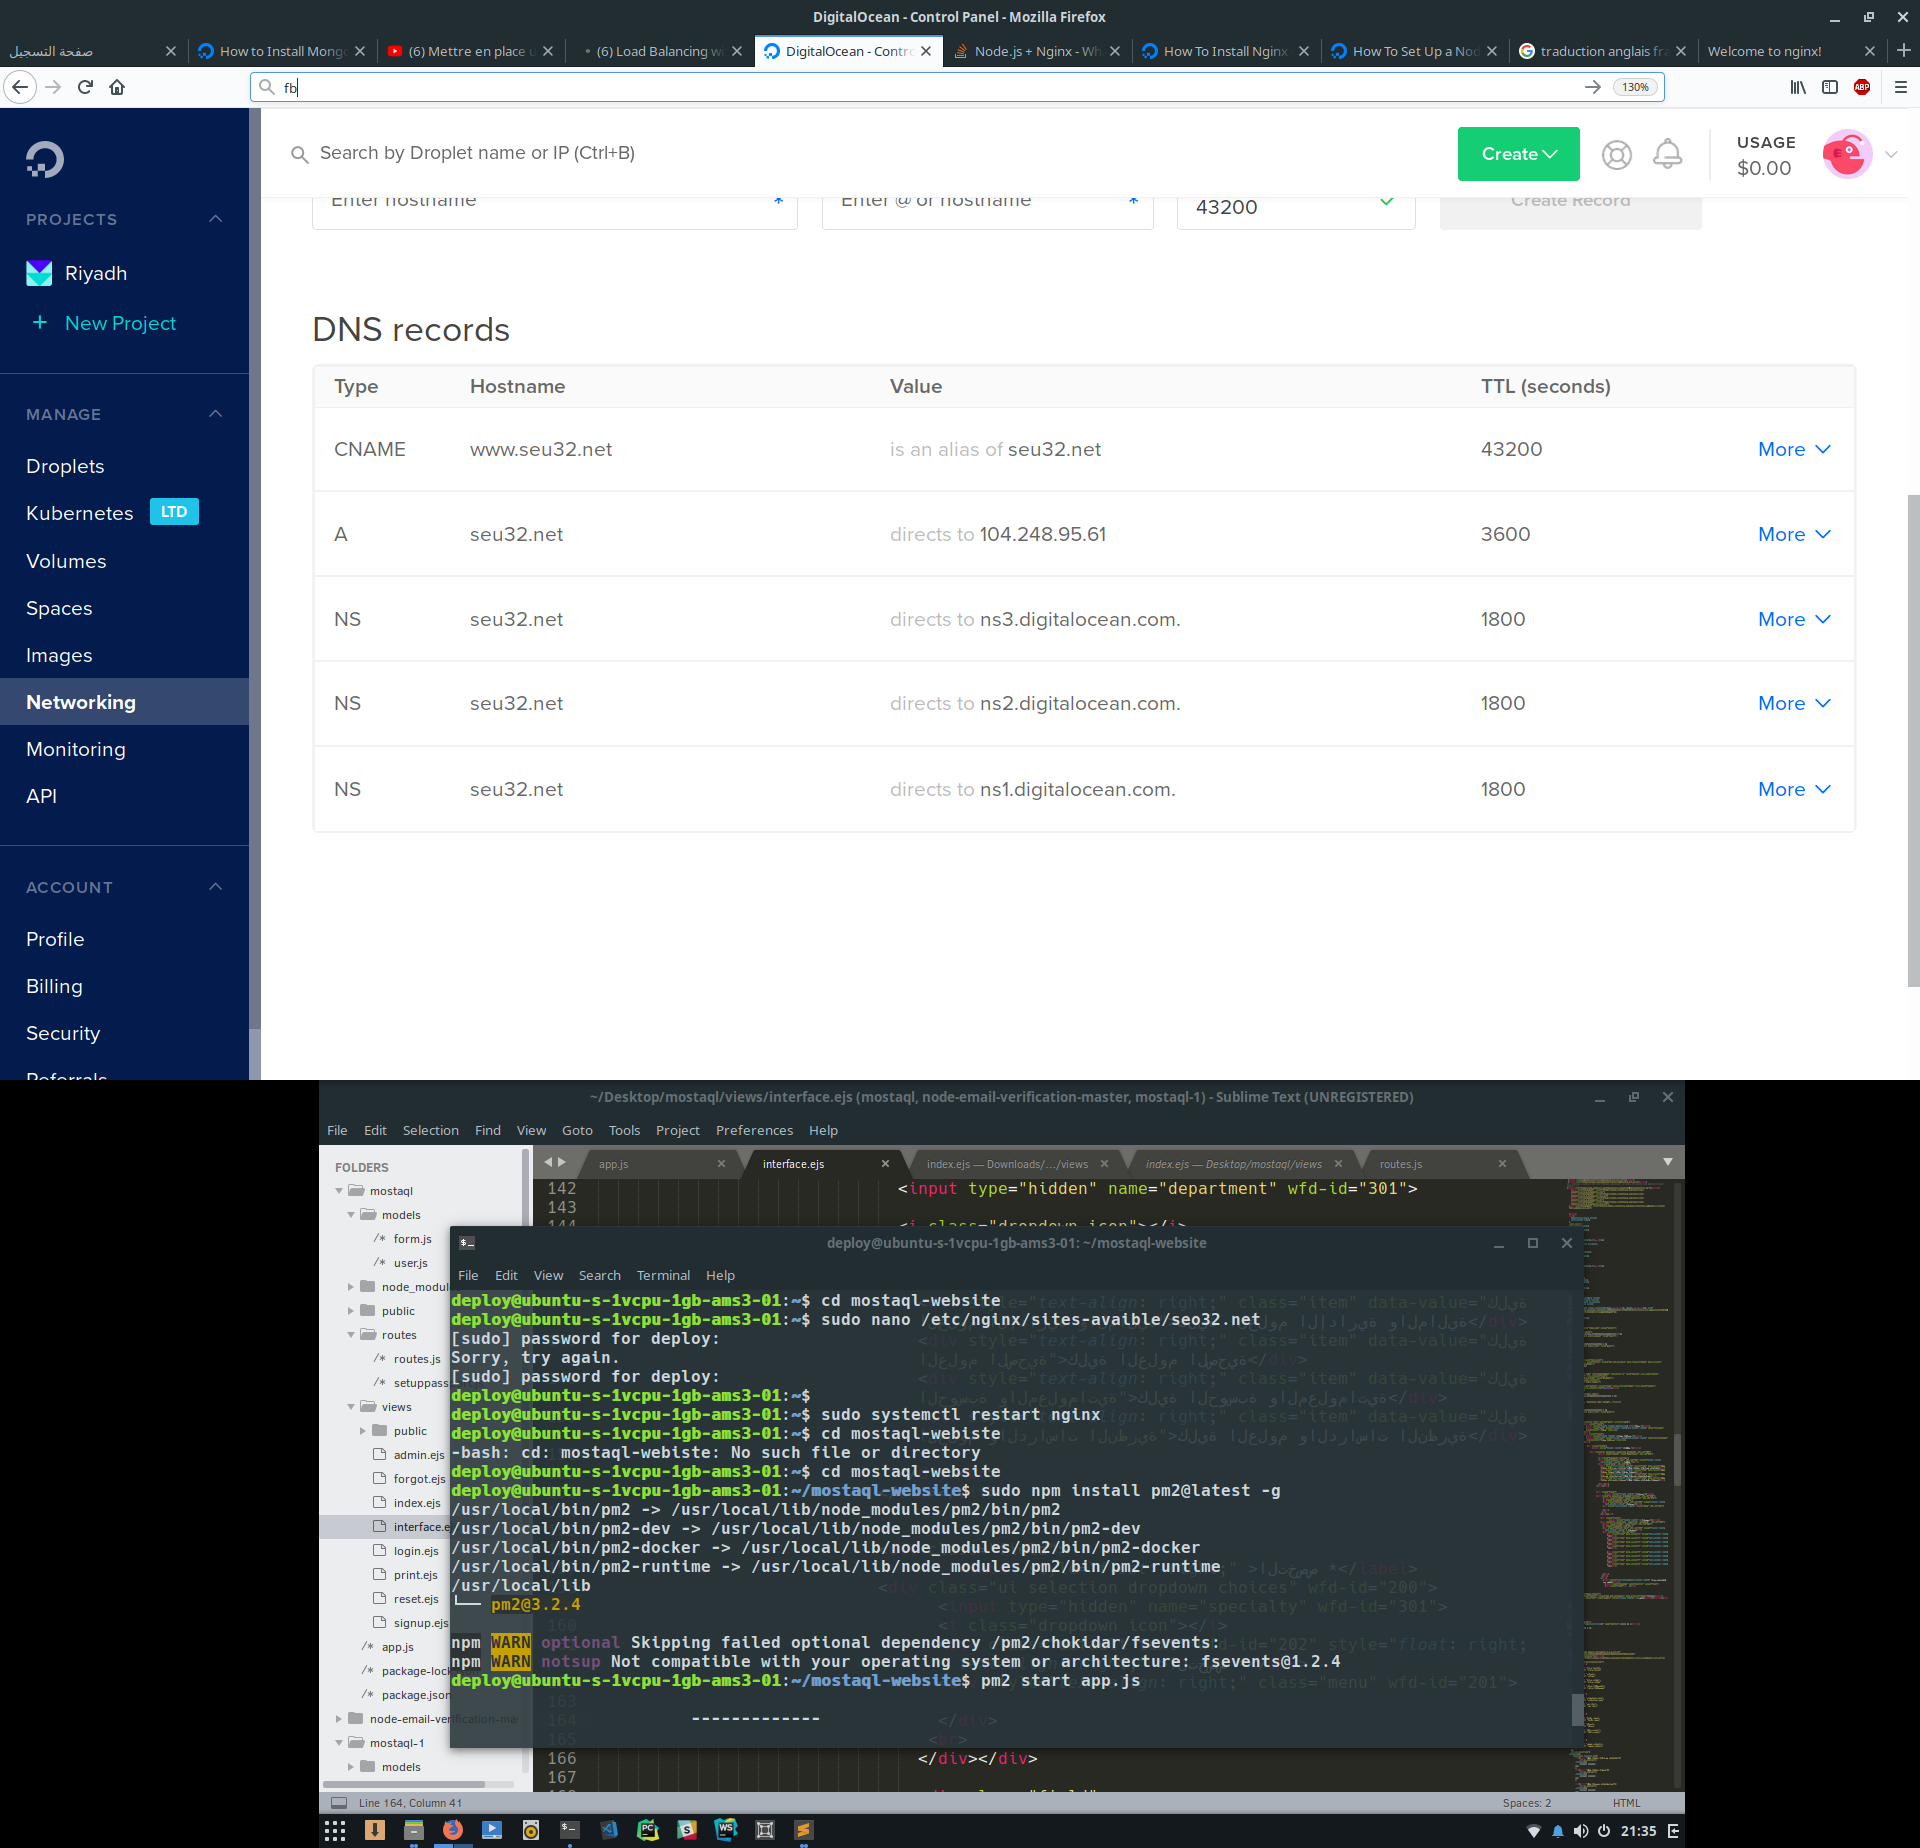 DigitalOcean - Control Panel - Mozilla Firefox
صفحة التسجيل
How to Install Mong
(6) Mettre en place u
(6) Load Balancing wi
DigitalOcean - Contro
Node.js + Nginx - Wh
How To Install Nginx
How To Set Up a Nod
traduction anglais fra
Welcome to nginx!
fb
130%
ABP
Search by Droplet name or IP (Ctrl+B)
Create
USAGE
$0.00
PROJECTS
Riyadh
New Project
MANAGE
Droplets
Kubernetes LTD
Volumes
Spaces
Images
Networking
Monitoring
API
ACCOUNT
Profile
Billing
Security
Referrals
Enter hostname *
Enter @ or hostname *
43200
Create Record
DNS records
Type Hostname Value TTL (seconds)
CNAME www.seu32.net is an alias of seu32.net 43200 More
A seu32.net directs to 104.248.95.61 3600 More
NS seu32.net directs to ns3.digitalocean.com. 1800 More
NS seu32.net directs to ns2.digitalocean.com. 1800 More
NS seu32.net directs to ns1.digitalocean.com. 1800 More
~/Desktop/mostaql/views/interface.ejs (mostaql, node-email-verification-master, mostaql-1) - Sublime Text (UNREGISTERED)
File Edit Selection Find View Goto Tools Project Preferences Help
FOLDERS
mostaql
models
form.js
user.js
node_modul
public
routes
routes.js
setuppass
views
public
admin.ejs
forgot.ejs
index.ejs
interface.e
login.ejs
print.ejs
reset.ejs
signup.ejs
app.js
package-lock
package.json
node-email-verification-mas
mostaql-1
models
app.js
interface.ejs
index.ejs — Downloads/.../views
index.ejs — Desktop/mostaql/views
routes.js
142 <input type="hidden" name="department" wfd-id="301">
143
144 <i class="dropdown icon"></i>
deploy@ubuntu-s-1vcpu-1gb-ams3-01: ~/mostaql-website
File Edit View Search Terminal Help
deploy@ubuntu-s-1vcpu-1gb-ams3-01:~$ cd mostaql-website
deploy@ubuntu-s-1vcpu-1gb-ams3-01:~$ sudo nano /etc/nginx/sites-avaible/seo32.net
[sudo] password for deploy:
Sorry, try again.
[sudo] password for deploy:
deploy@ubuntu-s-1vcpu-1gb-ams3-01:~$
deploy@ubuntu-s-1vcpu-1gb-ams3-01:~$ sudo systemctl restart nginx
deploy@ubuntu-s-1vcpu-1gb-ams3-01:~$ cd mostaql-webiste
-bash: cd: mostaql-webiste: No such file or directory
deploy@ubuntu-s-1vcpu-1gb-ams3-01:~$ cd mostaql-website
deploy@ubuntu-s-1vcpu-1gb-ams3-01:~/mostaql-website$ sudo npm install pm2@latest -g
/usr/local/bin/pm2 -> /usr/local/lib/node_modules/pm2/bin/pm2
/usr/local/bin/pm2-dev -> /usr/local/lib/node_modules/pm2/bin/pm2-dev
/usr/local/bin/pm2-docker -> /usr/local/lib/node_modules/pm2/bin/pm2-docker
/usr/local/bin/pm2-runtime -> /usr/local/lib/node_modules/pm2/bin/pm2-runtime
/usr/local/lib
└── pm2@3.2.4
npm WARN optional Skipping failed optional dependency /pm2/chokidar/fsevents:
npm WARN notsup Not compatible with your operating system or architecture: fsevents@1.2.4
deploy@ubuntu-s-1vcpu-1gb-ams3-01:~/mostaql-website$ pm2 start app.js
-------------
163
164 </div>
165 <br>
166 </div></div>
167
Line 164, Column 41
Spaces: 2
HTML
21:35